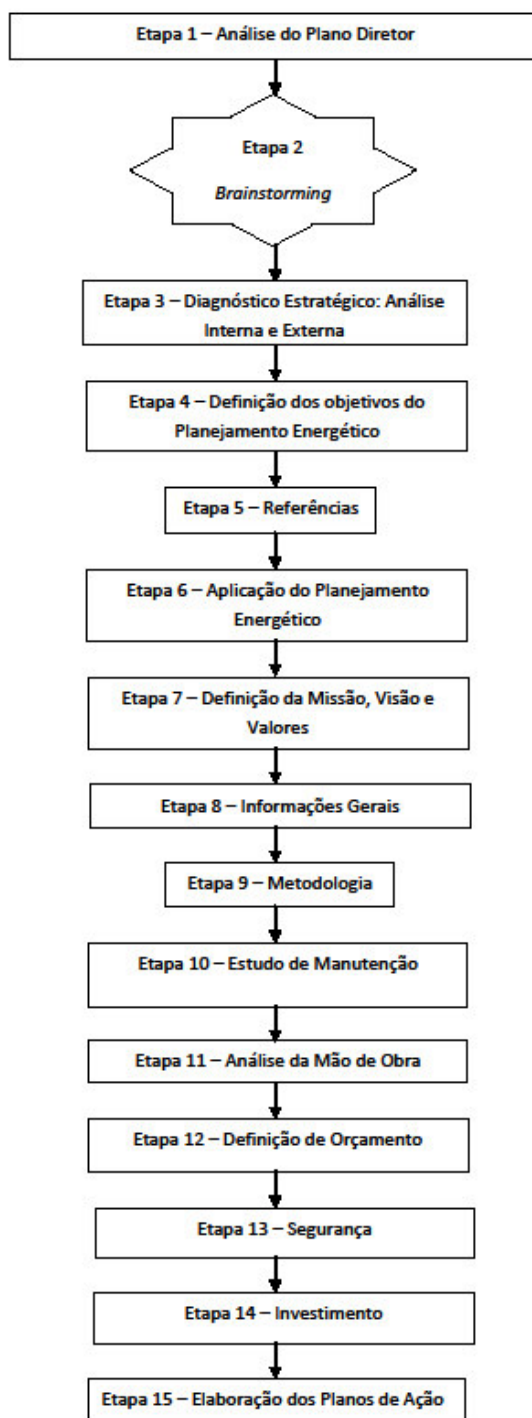 Etapa 1 – Análise do Plano Diretor
Etapa 2
Brainstorming
Etapa 3 – Diagnóstico Estratégico: Análise
Interna e Externa
Etapa 4 – Definição dos objetivos do
Planejamento Energético
Etapa 5 – Referências
Etapa 6 – Aplicação do Planejamento
Energético
Etapa 7 – Definição da Missão, Visão e
Valores
Etapa 8 – Informações Gerais
Etapa 9 – Metodologia
Etapa 10 – Estudo de Manutenção
Etapa 11 – Análise da Mão de Obra
Etapa 12 – Definição de Orçamento
Etapa 13 – Segurança
Etapa 14 – Investimento
Etapa 15 – Elaboração dos Planos de Ação